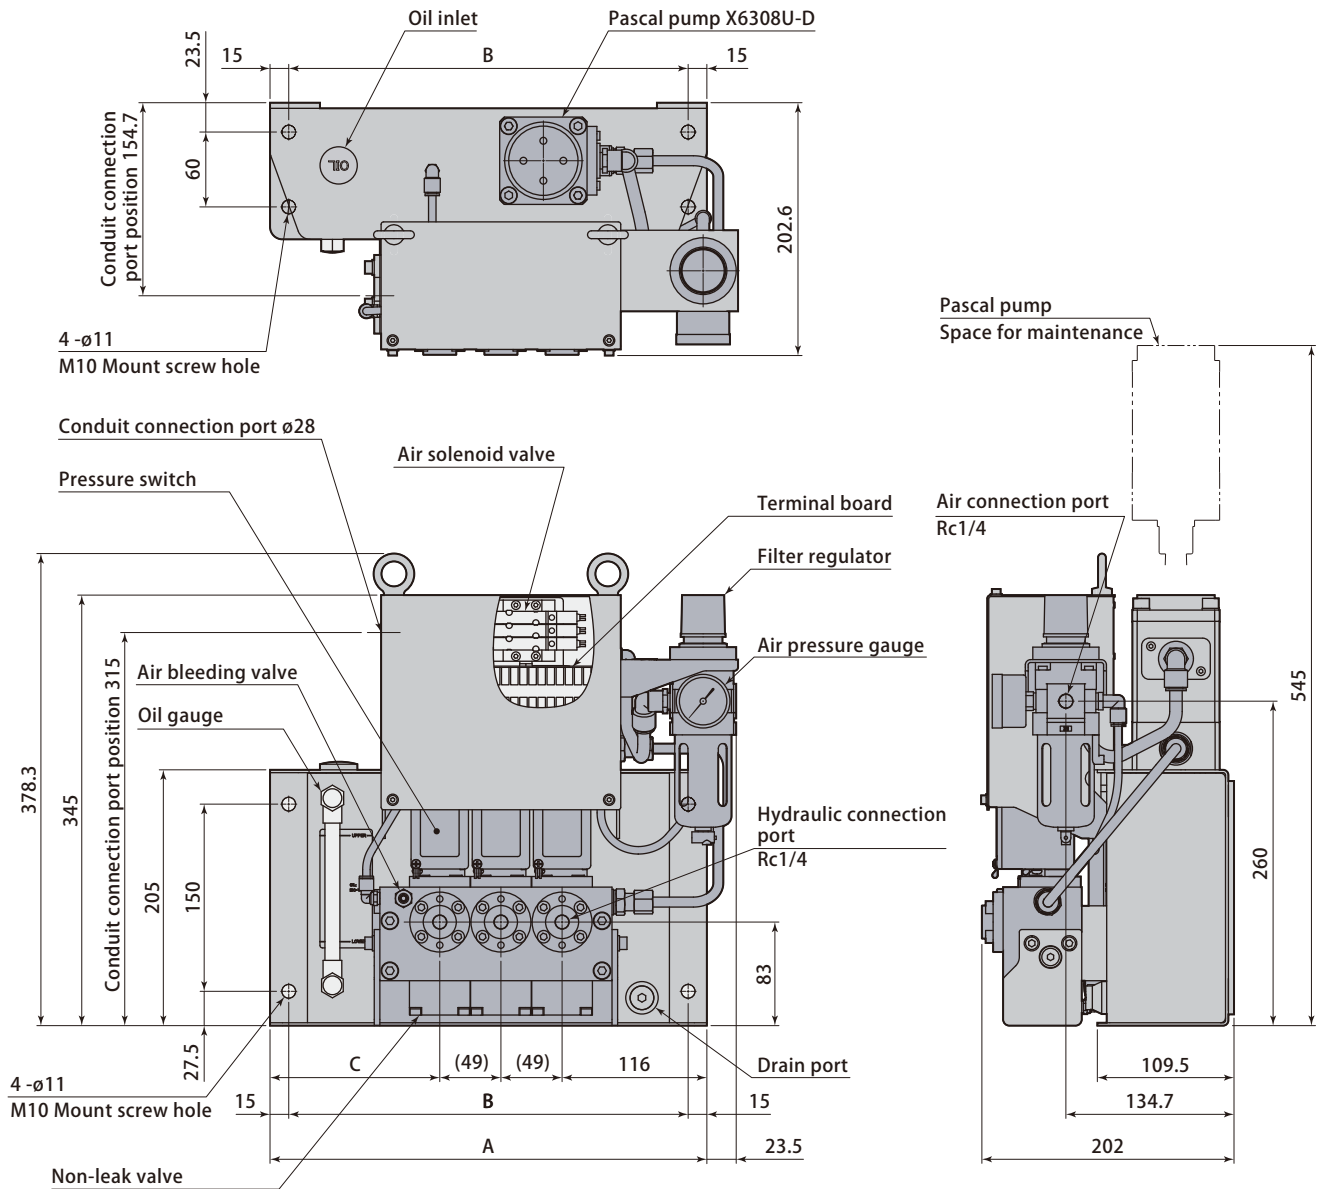 Oil inlet
Pascal pump X6308U-D
23.5
15
B
15
Conduit connection
port position 154.7
60
OIL
202.6
4 -ø11
M10 Mount screw hole
Pascal pump
Space for maintenance
Conduit connection port ø28
Air solenoid valve
Pressure switch
Terminal board
Air connection port
Rc1/4
Filter regulator
Air pressure gauge
Air bleeding valve
Oil gauge
378.3
345
Conduit connection port position 315
205
150
27.5
UPPER
LOWER
Hydraulic connection
port
Rc1/4
545
260
83
C
(49)
(49)
116
Drain port
109.5
4 -ø11
M10 Mount screw hole
15
B
15
134.7
A
23.5
202
Non-leak valve